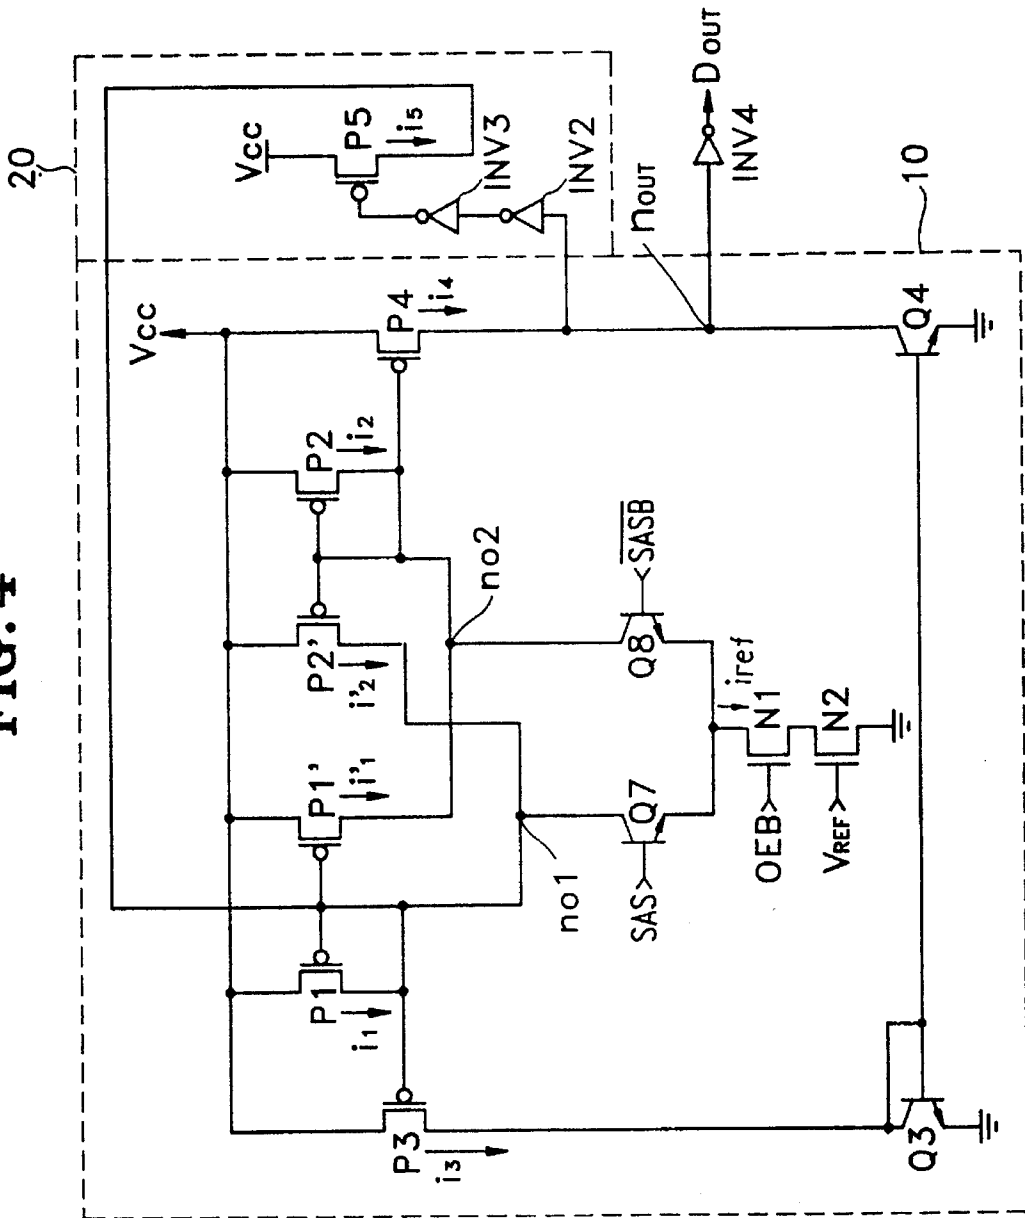 FIG. 4
20
Vcc
P5
i5
INV3
INV2
DOUT
INV4
nOUT
10
Vcc
P4
i4
P2
i2
P2'
i'2
P1'
i'1
P1
i1
P3
i3
no2
no1
SASB
Q8
iref
N1
N2
Q7
SAS
OEB
VREF
Q4
Q3